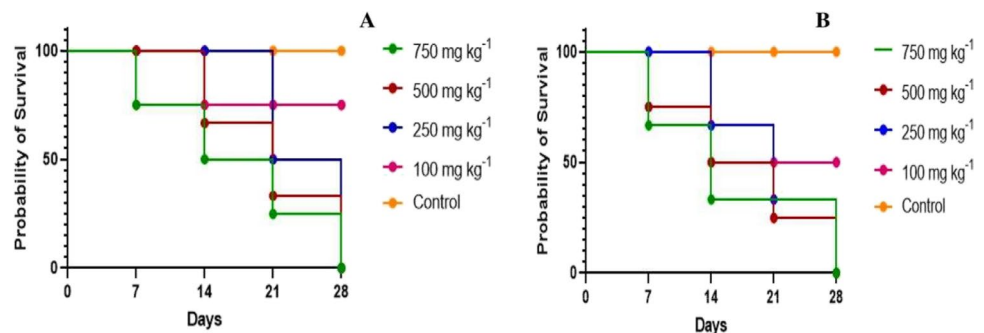 A
Probability of Survival
100
50
0
0 7 14 21 28
Days
750 mg kg⁻¹
500 mg kg⁻¹
250 mg kg⁻¹
100 mg kg⁻¹
Control
B
Probability of Survival
100
50
0
0 7 14 21 28
Days
750 mg kg⁻¹
500 mg kg⁻¹
250 mg kg⁻¹
100 mg kg⁻¹
Control